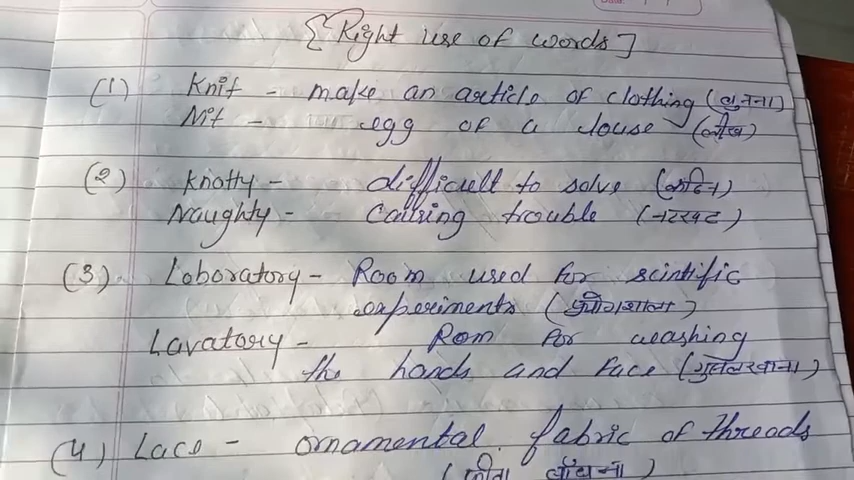 {Right use of words]
(1) Knit - make an article of clothing (बुनना)
Nit - egg of a louse (लीख)
(2) Knotty - difficult to solve (कठिन)
Naughty - Causing trouble (नटखट)
(3) Loboratory - Room used for scintific
experiments (प्रयोगशाला)
Lavatory - Rom for washing
the hands and face (गुसलखाना)
(4) Lace - ornamental fabric of threads
(फीता बाँधना)